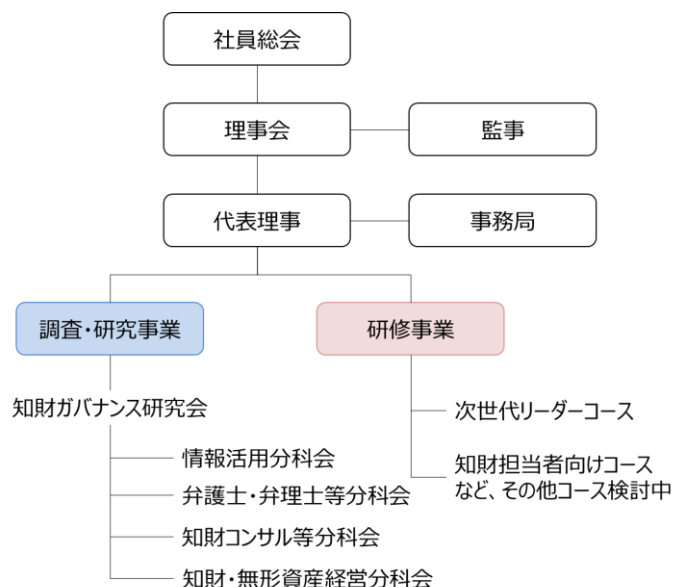 社員総会
理事会
監事
代表理事
事務局
調査・研究事業
研修事業
知財ガバナンス研究会
次世代リーダーコース
情報活用分科会
知財担当者向けコース
など、その他コース検討中
弁護士・弁理士等分科会
知財コンサル等分科会
知財・無形資産経営分科会